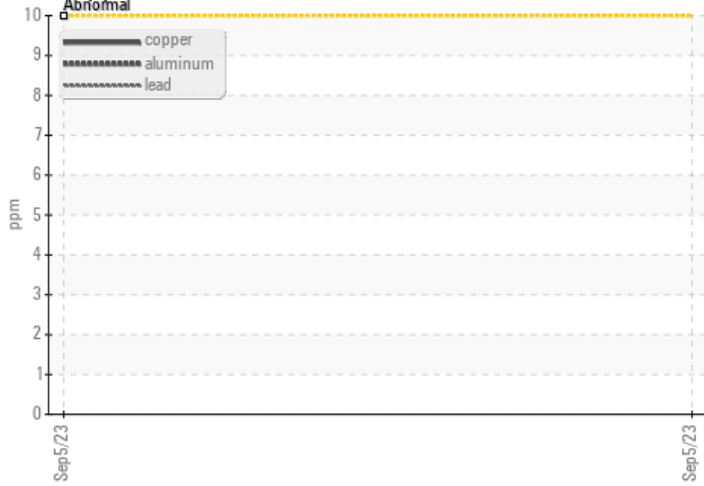 Abnormal
10
copper
9
aluminum
lead
8
7
6
ppm
5
4
3
2
1
0
Sep5/23
Sep5/23